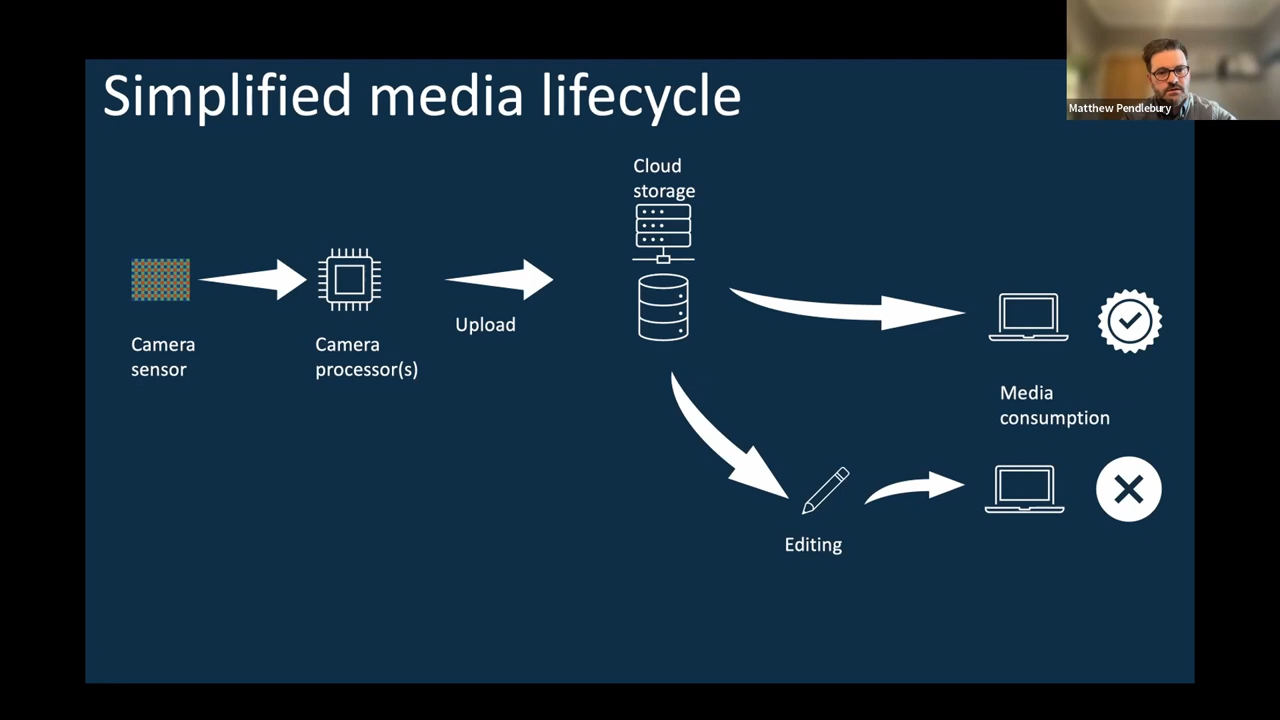 Simplified media lifecycle
Matthew Pendlebury
Cloud
storage
Camera
sensor
Camera
processor(s)
Upload
Media
consumption
Editing